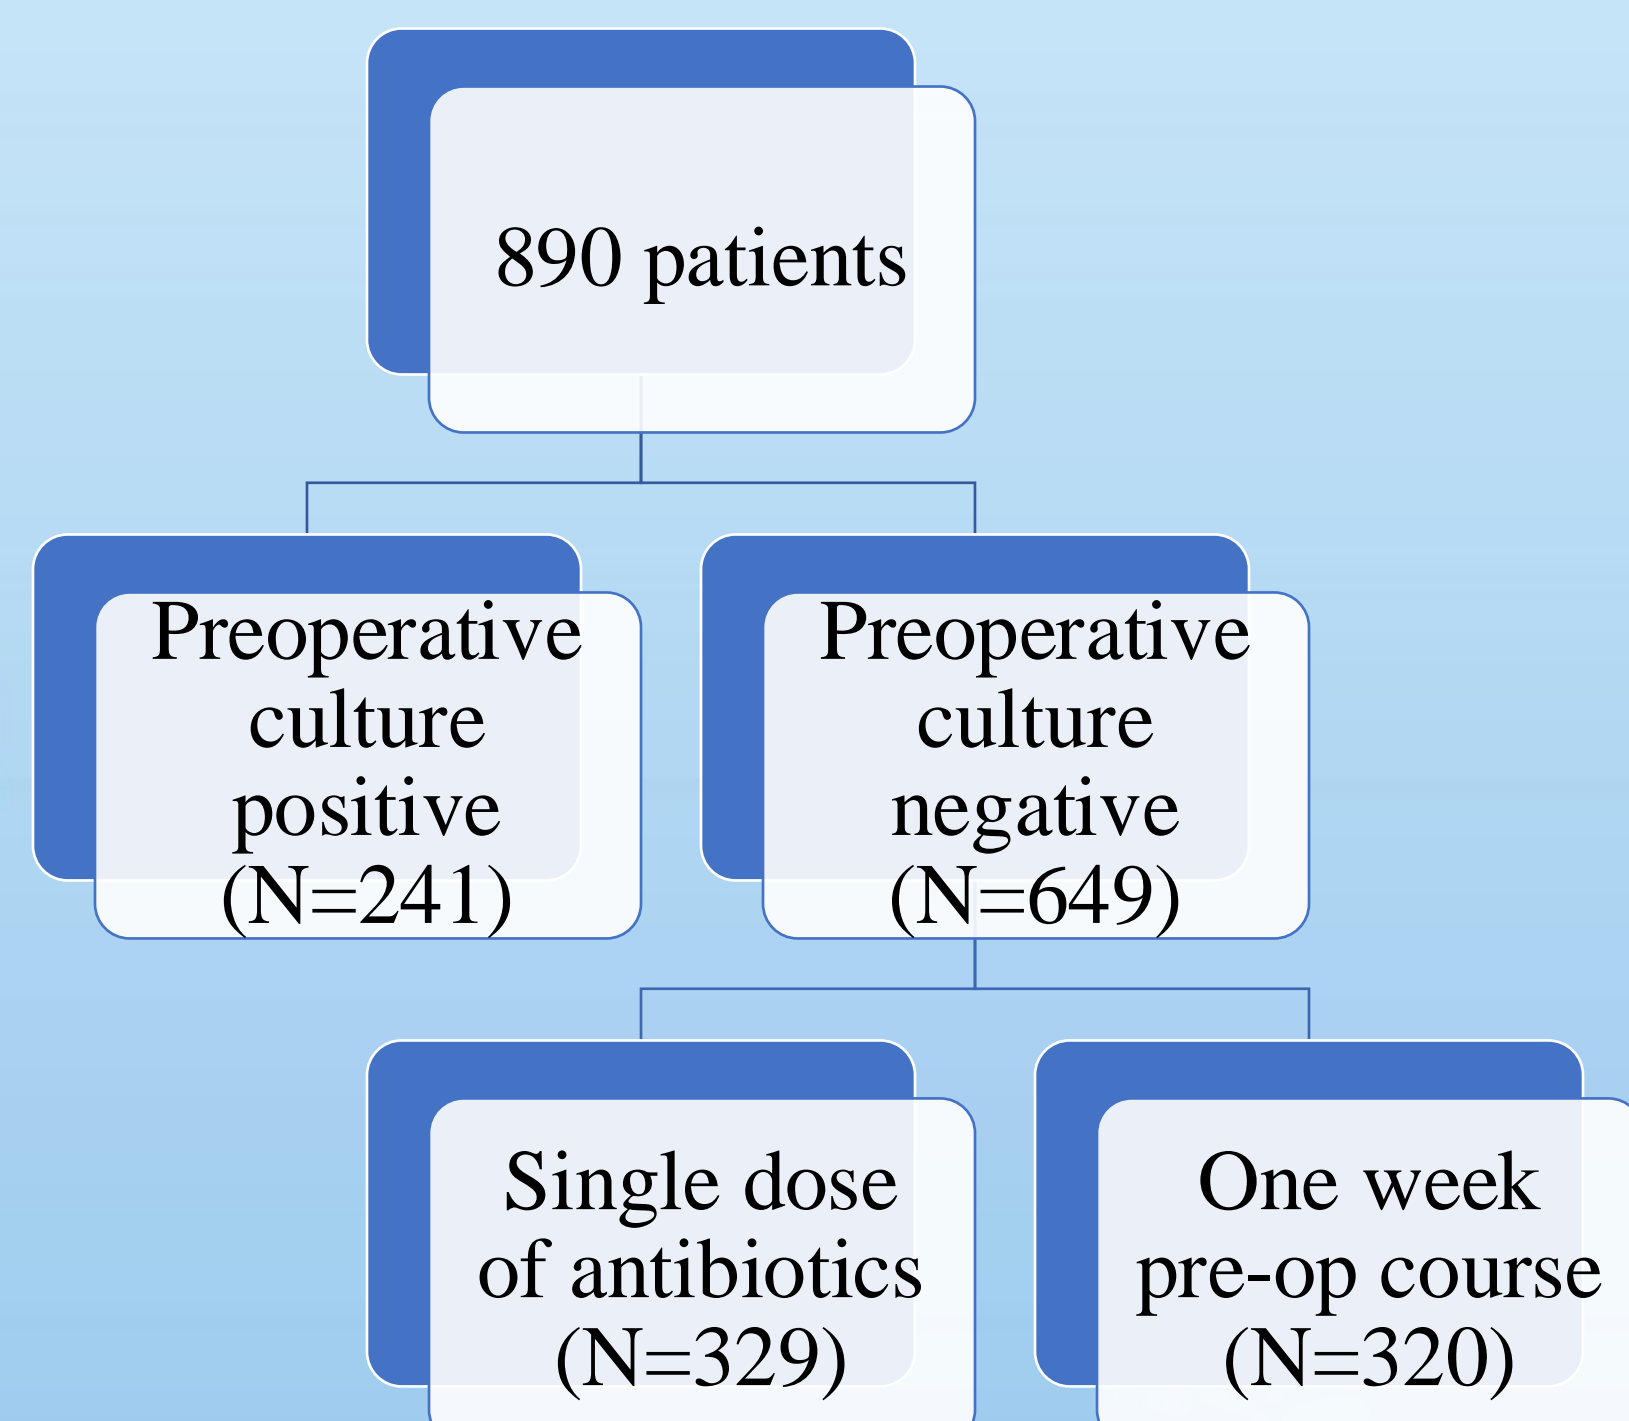 890 patients
Preoperative
culture
positive
(N=241)
Preoperative
culture
negative
(N=649)
Single dose
of antibiotics
(N=329)
One week
pre-op course
(N=320)